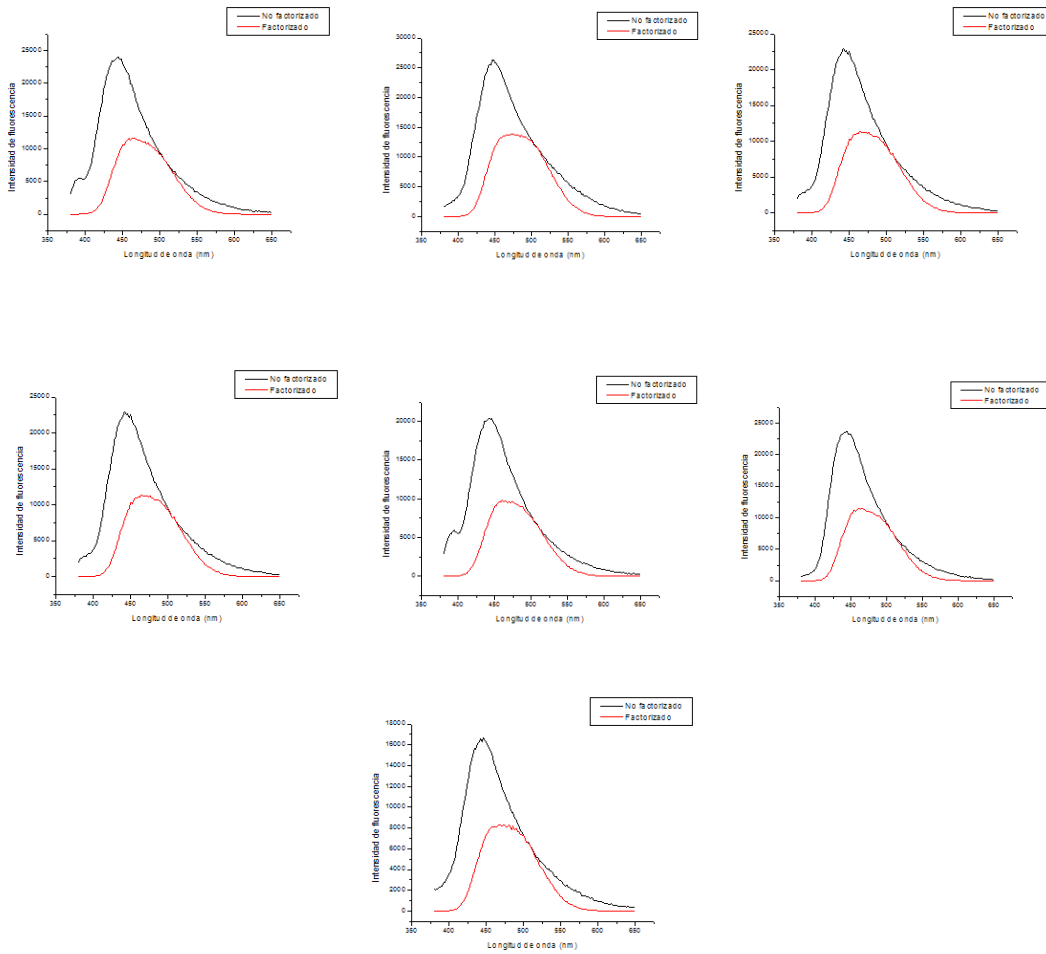 No factorizado
Factorizado
25000
20000
15000
10000
5000
0
Intensidad de fluorescencia
350 400 450 500 550 600 650
Longitud de onda (nm)
No factorizado
Factorizado
30000
25000
20000
15000
10000
5000
0
Intensidad de fluorescencia
350 400 450 500 550 600 650
Longitud de onda (nm)
No factorizado
Factorizado
25000
20000
15000
10000
5000
0
Intensidad de fluorescencia
350 400 450 500 550 600 650
Longitud de onda (nm)
No factorizado
Factorizado
25000
20000
15000
10000
5000
0
Intensidad de fluorescencia
350 400 450 500 550 600 650
Longitud de onda (nm)
No factorizado
Factorizado
20000
15000
10000
5000
0
Intensidad de fluorescencia
350 400 450 500 550 600 650
Longitud de onda (nm)
No factorizado
Factorizado
25000
20000
15000
10000
5000
0
Intensidad de fluorescencia
350 400 450 500 550 600 650
Longitud de onda (nm)
No factorizado
Factorizado
18000
16000
14000
12000
10000
8000
6000
4000
2000
0
Intensidad de fluorescencia
350 400 450 500 550 600 650
Longitud de onda (nm)